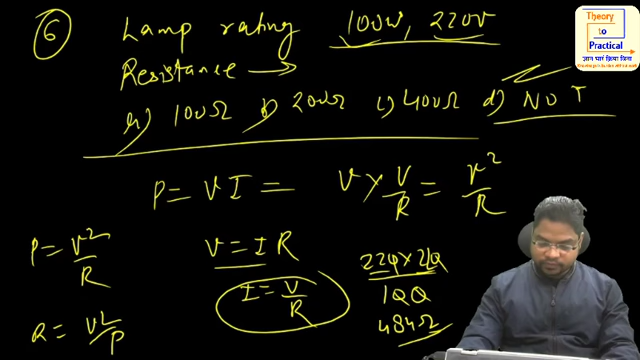 6 Lamp rating 100W, 220V
Resistance →
a) 100Ω b) 200Ω c) 400Ω d) NOT
P = VI = V × V/R = V²/R
P = V²/R
V = IR
I = V/R
R = V²/P
220 × 220
100
484Ω
Theory
to
Practical
ज्ञान भारं क्रिया विना